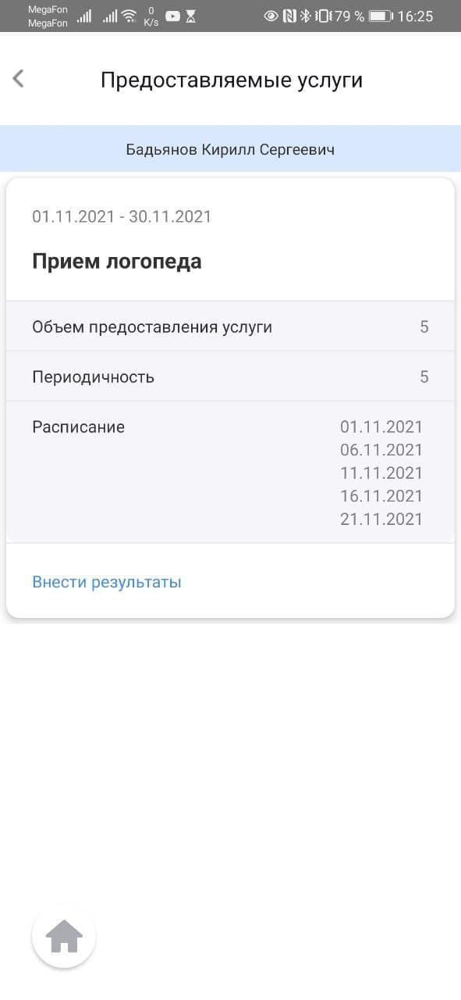 MegaFon
MegaFon
0
K/s
79 %
16:25
Предоставляемые услуги
Бадьянов Кирилл Сергеевич
01.11.2021 - 30.11.2021
Прием логопеда
Объем предоставления услуги 5
Периодичность 5
Расписание 01.11.2021
06.11.2021
11.11.2021
16.11.2021
21.11.2021
Внести результаты